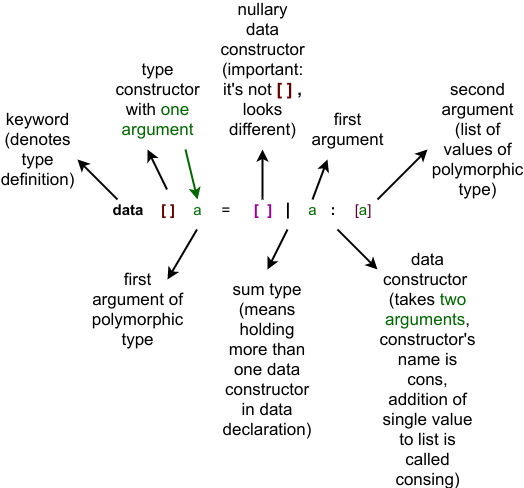 nullary
data
constructor
(important:
it's not [ ] ,
looks
different)
type
constructor
with one
argument
keyword
(denotes
type
definition)
first
argument
second
argument
(list of
values of
polymorphic
type)
data [ ] a = [ ] | a : [a]
first
argument of
polymorphic
type
sum type
(means
holding
more than
one data
constructor
in data
declaration)
data
constructor
(takes two
arguments,
constructor's
name is
cons,
addition of
single value
to list is
called
consing)